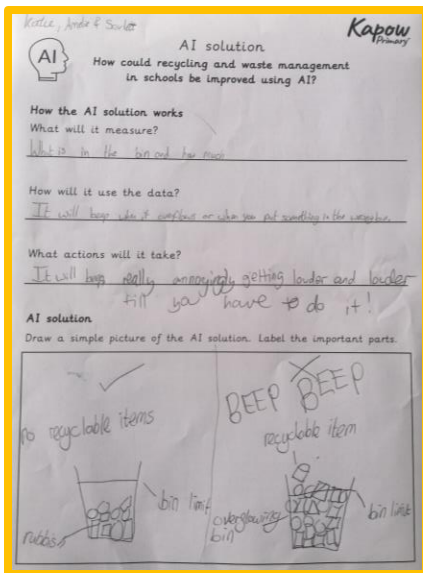 Katie, Andre & Scarlett
Kapow
Primary
AI
AI solution
How could recycling and waste management
in schools be improved using AI?
How the AI solution works
What will it measure?
What is in the bin and how much
How will it use the data?
It will beep when it overflows or when you put something in the wrong bin.
What actions will it take?
It will beep really annoyingly getting louder and louder
till you have to do it!
AI solution
Draw a simple picture of the AI solution. Label the important parts.
no recyclable items
bin limit
rubbish
BEEP BEEP
recyclable item
overglowing
bin
bin limit